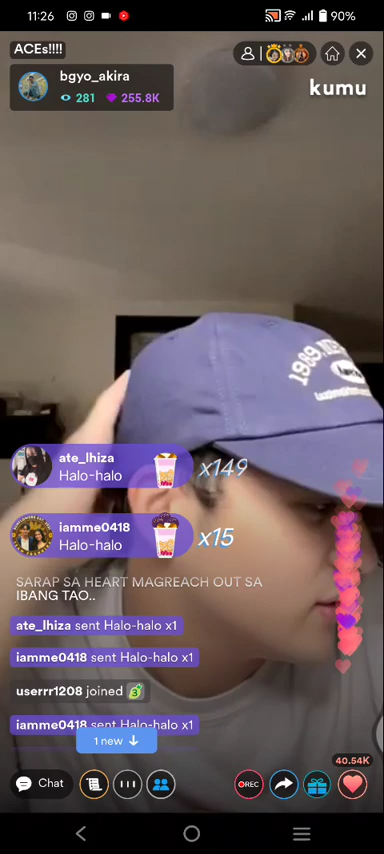 11:26
90%
ACEs!!!!
bgyo_akira
281 255.8K
kumu
1989,
ate_lhiza
Halo-halo
x149
iamme0418
Halo-halo
x15
SARAP SA HEART MAGREACH OUT SA
IBANG TAO..
ate_lhiza sent Halo-halo x1
iamme0418 sent Halo-halo x1
userrr1208 joined 3
iamme0418 sent Halo-halo x1
1 new
40.54K
Chat
REC